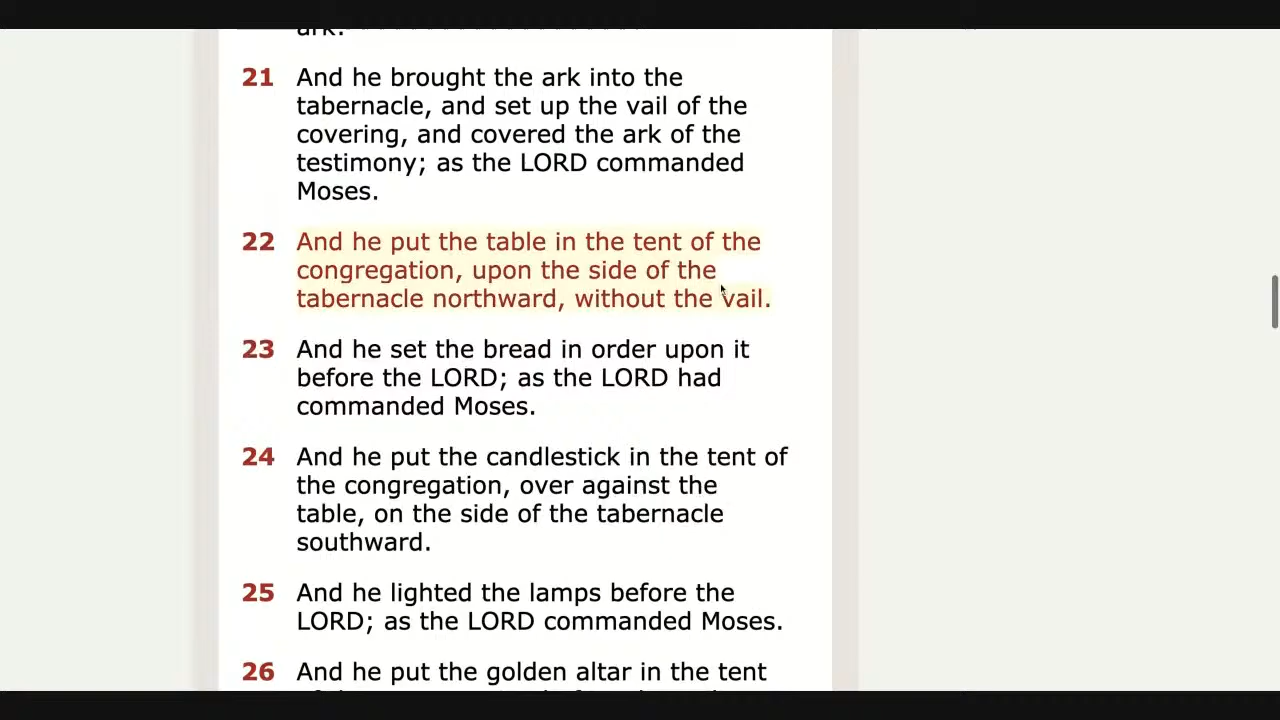 ark.
21 And he brought the ark into the
tabernacle, and set up the vail of the
covering, and covered the ark of the
testimony; as the LORD commanded
Moses.
22 And he put the table in the tent of the
congregation, upon the side of the
tabernacle northward, without the vail.
23 And he set the bread in order upon it
before the LORD; as the LORD had
commanded Moses.
24 And he put the candlestick in the tent of
the congregation, over against the
table, on the side of the tabernacle
southward.
25 And he lighted the lamps before the
LORD; as the LORD commanded Moses.
26 And he put the golden altar in the tent